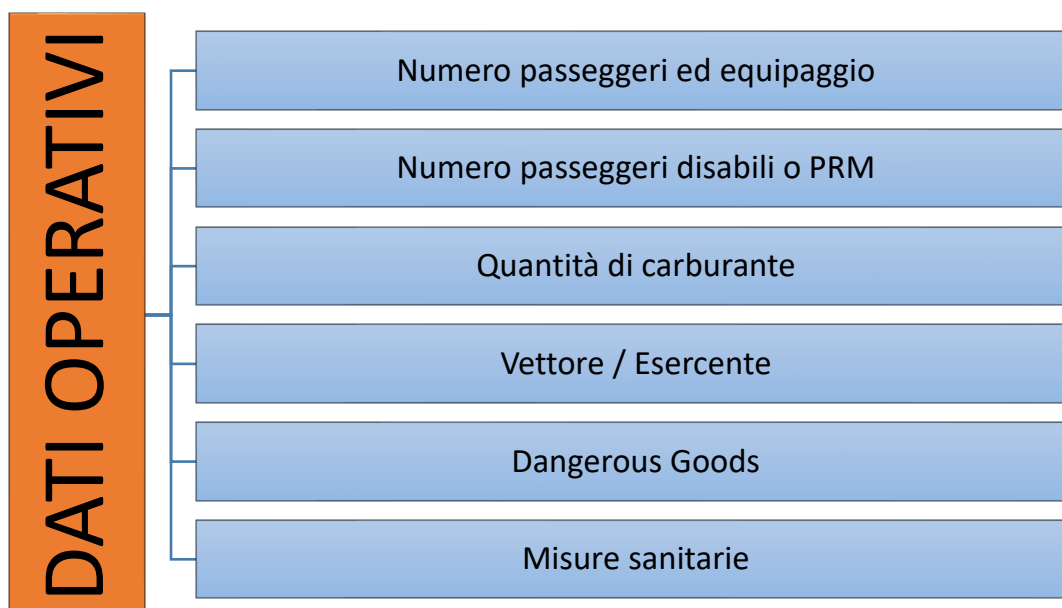 DATI OPERATIVI
Numero passeggeri ed equipaggio
Numero passeggeri disabili o PRM
Quantità di carburante
Vettore / Esercente
Dangerous Goods
Misure sanitarie